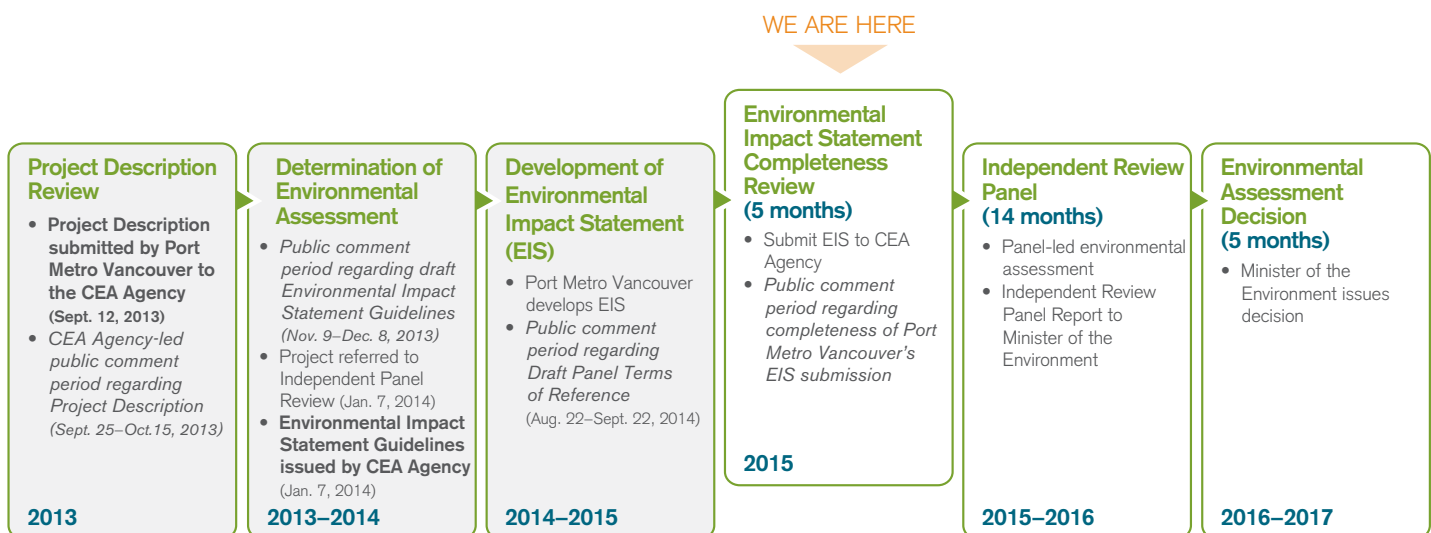 WE ARE HERE
Project Description
Review
• Project Description
submitted by Port
Metro Vancouver to
the CEA Agency
(Sept. 12, 2013)
• CEA Agency-led
public comment
period regarding
Project Description
(Sept. 25–Oct.15, 2013)
2013
Determination of
Environmental
Assessment
• Public comment
period regarding draft
Environmental Impact
Statement Guidelines
(Nov. 9–Dec. 8, 2013)
• Project referred to
Independent Panel
Review (Jan. 7, 2014)
• Environmental Impact
Statement Guidelines
issued by CEA Agency
(Jan. 7, 2014)
2013–2014
Development of
Environmental
Impact Statement
(EIS)
• Port Metro Vancouver
develops EIS
• Public comment
period regarding
Draft Panel Terms
of Reference
(Aug. 22–Sept. 22, 2014)
2014–2015
Environmental
Impact Statement
Completeness
Review
(5 months)
• Submit EIS to CEA
Agency
• Public comment
period regarding
completeness of Port
Metro Vancouver's
EIS submission
2015
Independent Review
Panel
(14 months)
• Panel-led environmental
assessment
• Independent Review
Panel Report to
Minister of the
Environment
2015–2016
Environmental
Assessment
Decision
(5 months)
• Minister of the
Environment issues
decision
2016–2017